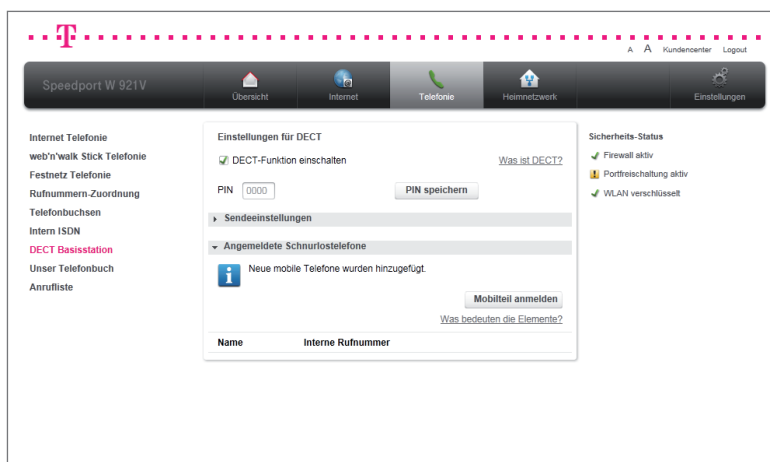 T
A A Kundencenter Logout
Speedport W 921V
Übersicht
Internet
Telefonie
Heimnetzwerk
Einstellungen
Internet Telefonie
web'n'walk Stick Telefonie
Festnetz Telefonie
Rufnummern-Zuordnung
Telefonbuchsen
Intern ISDN
DECT Basisstation
Unser Telefonbuch
Anrufliste
Einstellungen für DECT
DECT-Funktion einschalten
Was ist DECT?
PIN 0000 PIN speichern
Sendeeinstellungen
Angemeldete Schnurlostelefone
Neue mobile Telefone wurden hinzugefügt.
Mobilteil anmelden
Was bedeuten die Elemente?
Name Interne Rufnummer
Sicherheits-Status
Firewall aktiv
Portfreischaltung aktiv
WLAN verschlüsselt